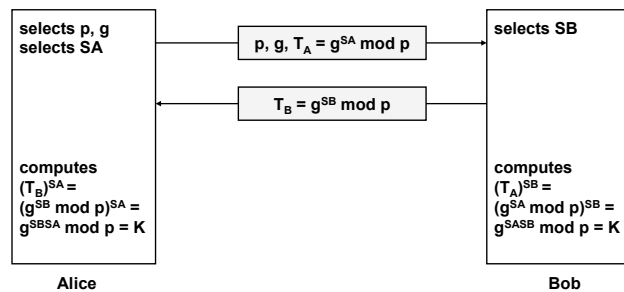 selects p, g
selects SA
p, g, T_A = g^SA mod p
selects SB
T_B = g^SB mod p
computes
(T_B)^SA =
(g^SB mod p)^SA =
g^SBSA mod p = K
computes
(T_A)^SB =
(g^SA mod p)^SB =
g^SASB mod p = K
Alice
Bob